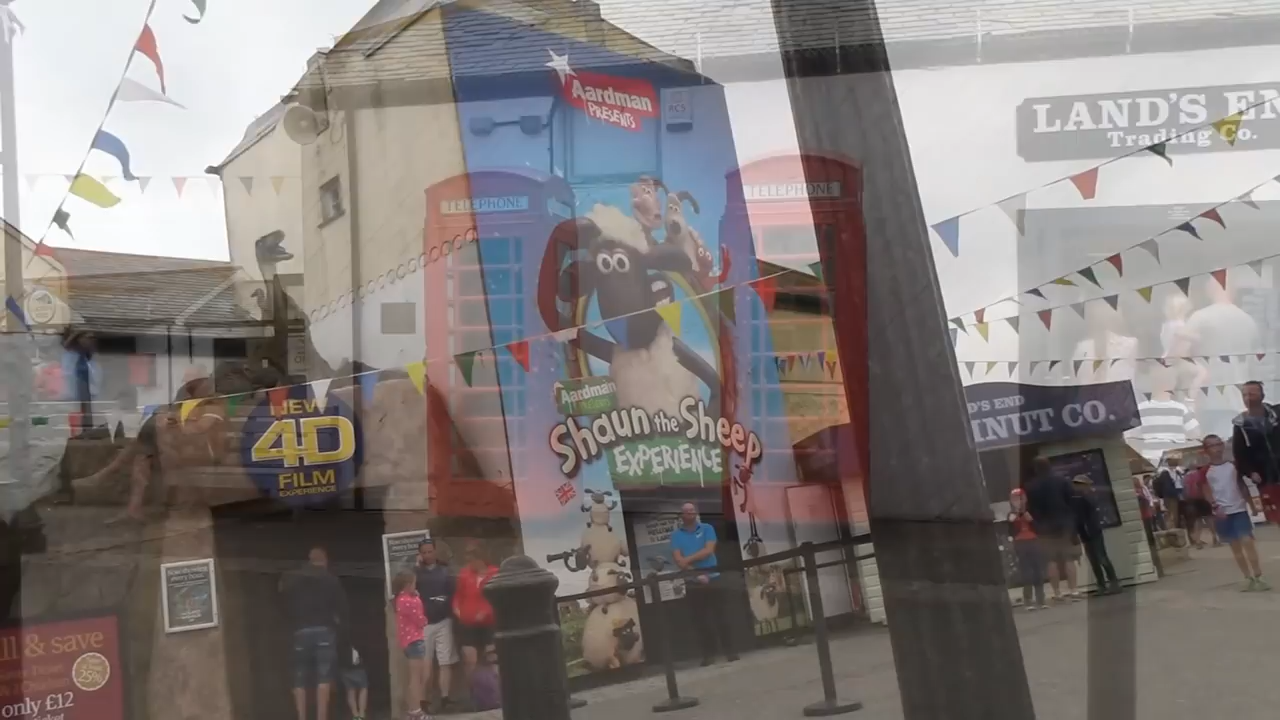 Aardman
PRESENTS
LAND'S EN
Trading Co.
TELEPHONE
TELEPHONE
Aardman
Shaun the Sheep
EXPERIENCE
NEW
4D
FILM
EXPERIENCE
D'S END
NUT CO.
ll & save
25%
only £12